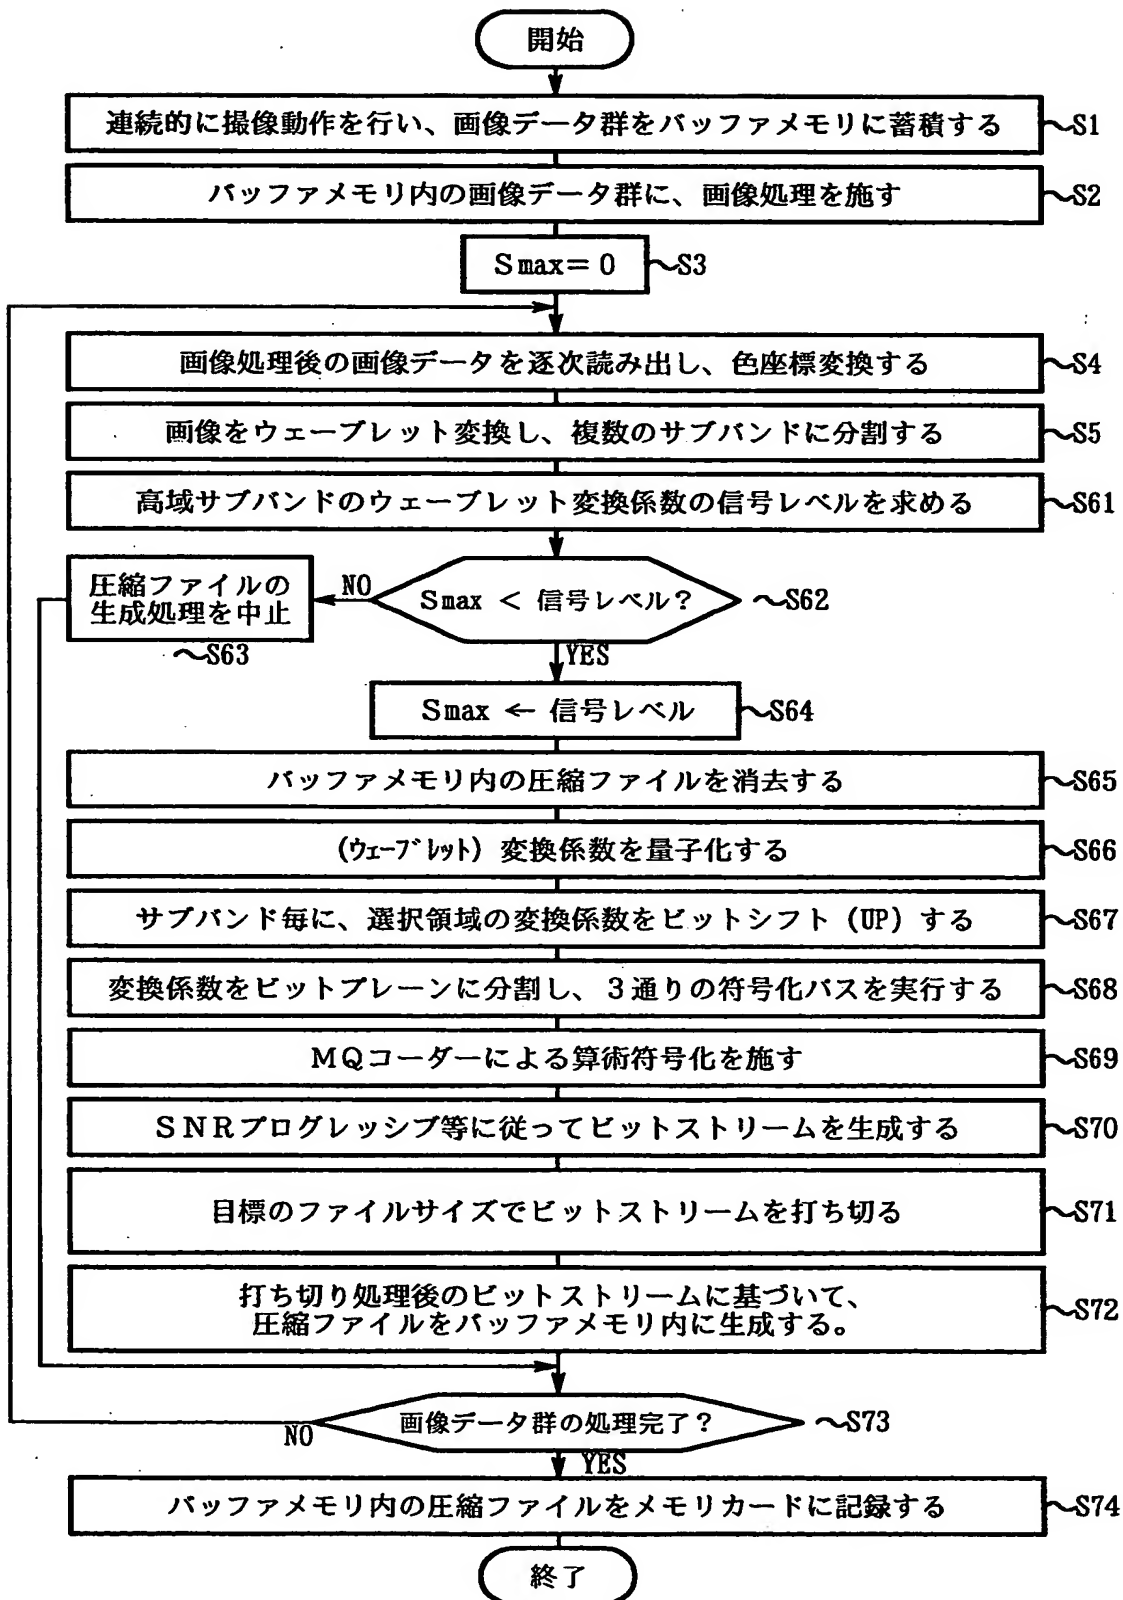 開始
連続的に撮像動作を行い、画像データ群をバッファメモリに蓄積する ~S1
バッファメモリ内の画像データ群に、画像処理を施す ~S2
Smax=0 ~S3
画像処理後の画像データを逐次読み出し、色座標変換する ~S4
画像をウェーブレット変換し、複数のサブバンドに分割する ~S5
高域サブバンドのウェーブレット変換係数の信号レベルを求める ~S61
圧縮ファイルの
生成処理を中止
~S63
NO
Smax < 信号レベル? ~S62
YES
Smax ← 信号レベル ~S64
バッファメモリ内の圧縮ファイルを消去する ~S65
(ウェーブレット) 変換係数を量子化する ~S66
サブバンド毎に、選択領域の変換係数をビットシフト (UP) する ~S67
変換係数をビットプレーンに分割し、3通りの符号化パスを実行する ~S68
MQコーダーによる算術符号化を施す ~S69
SNRプログレッシブ等に従ってビットストリームを生成する ~S70
目標のファイルサイズでビットストリームを打ち切る ~S71
打ち切り処理後のビットストリームに基づいて、
圧縮ファイルをバッファメモリ内に生成する。 ~S72
画像データ群の処理完了? ~S73
NO
YES
バッファメモリ内の圧縮ファイルをメモリカードに記録する ~S74
終了